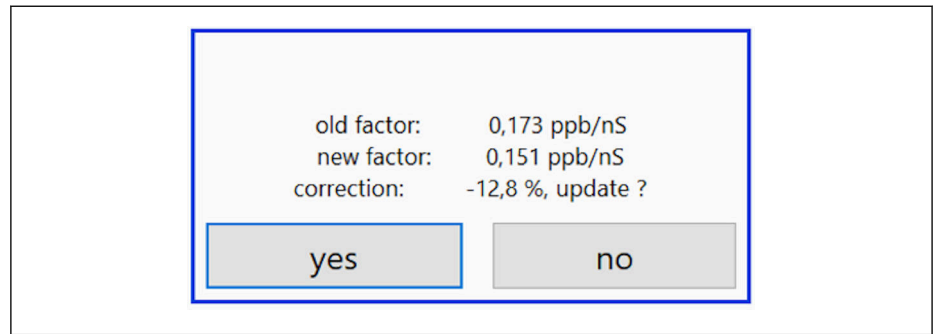 old factor: 0,173 ppb/nS
new factor: 0,151 ppb/nS
correction: -12,8 %, update ?
yes no